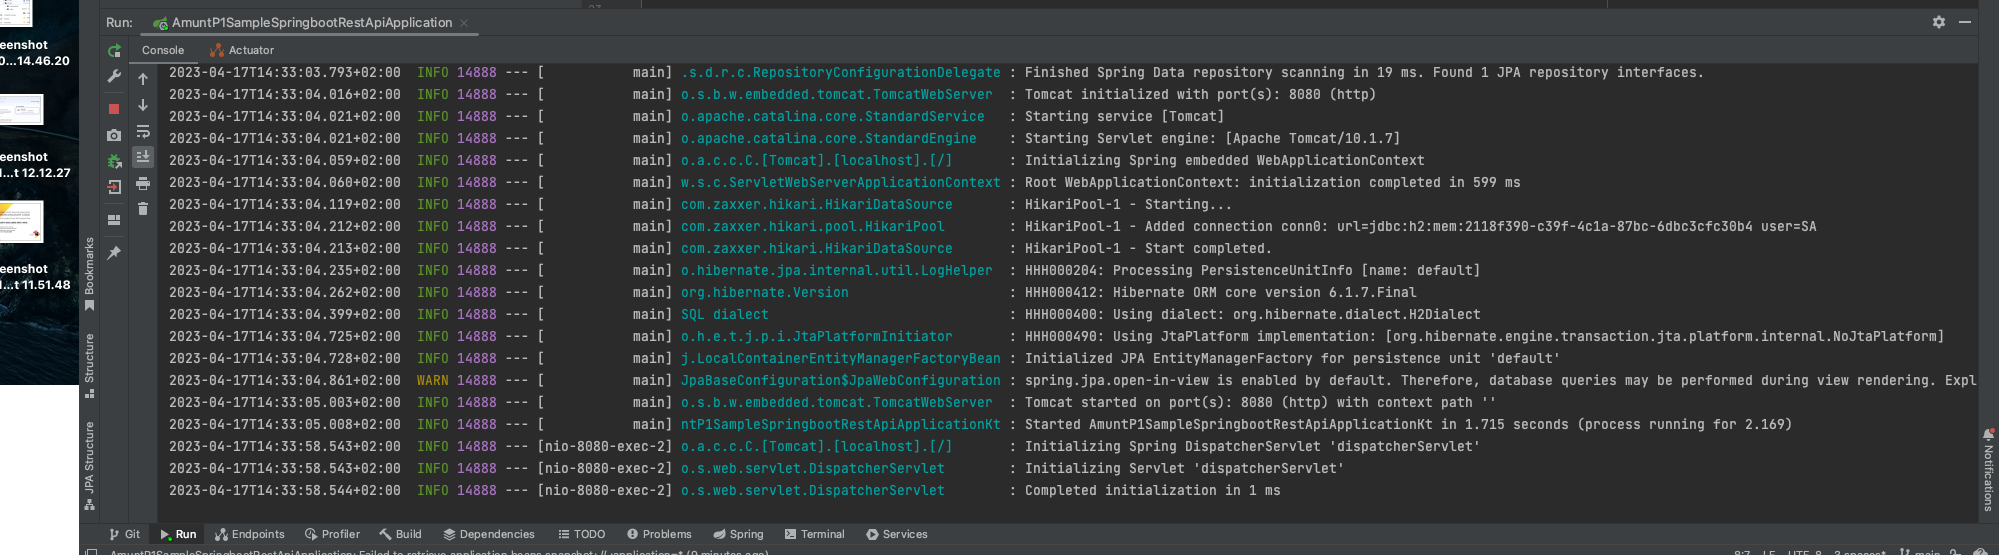 Run: AmuntP1SampleSpringbootRestApiApplication
Console Actuator
eenshot
0...14.46.20
eenshot
1...t 12.12.27
eenshot
1...t 11.51.48
Bookmarks
Structure
JPA Structure
2023-04-17T14:33:03.793+02:00 INFO 14888 --- [ main] .s.d.r.c.RepositoryConfigurationDelegate : Finished Spring Data repository scanning in 19 ms. Found 1 JPA repository interfaces.
2023-04-17T14:33:04.016+02:00 INFO 14888 --- [ main] o.s.b.w.embedded.tomcat.TomcatWebServer : Tomcat initialized with port(s): 8080 (http)
2023-04-17T14:33:04.021+02:00 INFO 14888 --- [ main] o.apache.catalina.core.StandardService : Starting service [Tomcat]
2023-04-17T14:33:04.021+02:00 INFO 14888 --- [ main] o.apache.catalina.core.StandardEngine : Starting Servlet engine: [Apache Tomcat/10.1.7]
2023-04-17T14:33:04.059+02:00 INFO 14888 --- [ main] o.a.c.c.C.[Tomcat].[localhost].[/] : Initializing Spring embedded WebApplicationContext
2023-04-17T14:33:04.060+02:00 INFO 14888 --- [ main] w.s.c.ServletWebServerApplicationContext : Root WebApplicationContext: initialization completed in 599 ms
2023-04-17T14:33:04.119+02:00 INFO 14888 --- [ main] com.zaxxer.hikari.HikariDataSource : HikariPool-1 - Starting...
2023-04-17T14:33:04.212+02:00 INFO 14888 --- [ main] com.zaxxer.hikari.pool.HikariPool : HikariPool-1 - Added connection conn0: url=jdbc:h2:mem:2118f390-c39f-4c1a-87bc-6dbc3cfc30b4 user=SA
2023-04-17T14:33:04.213+02:00 INFO 14888 --- [ main] com.zaxxer.hikari.HikariDataSource : HikariPool-1 - Start completed.
2023-04-17T14:33:04.235+02:00 INFO 14888 --- [ main] o.hibernate.jpa.internal.util.LogHelper : HHH000204: Processing PersistenceUnitInfo [name: default]
2023-04-17T14:33:04.262+02:00 INFO 14888 --- [ main] org.hibernate.Version : HHH000412: Hibernate ORM core version 6.1.7.Final
2023-04-17T14:33:04.399+02:00 INFO 14888 --- [ main] SQL dialect : HHH000400: Using dialect: org.hibernate.dialect.H2Dialect
2023-04-17T14:33:04.725+02:00 INFO 14888 --- [ main] o.h.e.t.j.p.i.JtaPlatformInitiator : HHH000490: Using JtaPlatform implementation: [org.hibernate.engine.transaction.jta.platform.internal.NoJtaPlatform]
2023-04-17T14:33:04.728+02:00 INFO 14888 --- [ main] j.LocalContainerEntityManagerFactoryBean : Initialized JPA EntityManagerFactory for persistence unit 'default'
2023-04-17T14:33:04.861+02:00 WARN 14888 --- [ main] JpaBaseConfiguration$JpaWebConfiguration : spring.jpa.open-in-view is enabled by default. Therefore, database queries may be performed during view rendering. Expl
2023-04-17T14:33:05.003+02:00 INFO 14888 --- [ main] o.s.b.w.embedded.tomcat.TomcatWebServer : Tomcat started on port(s): 8080 (http) with context path ''
2023-04-17T14:33:05.008+02:00 INFO 14888 --- [ main] ntP1SampleSpringbootRestApiApplicationKt : Started AmuntP1SampleSpringbootRestApiApplicationKt in 1.715 seconds (process running for 2.169)
2023-04-17T14:33:58.543+02:00 INFO 14888 --- [nio-8080-exec-2] o.a.c.c.C.[Tomcat].[localhost].[/] : Initializing Spring DispatcherServlet 'dispatcherServlet'
2023-04-17T14:33:58.543+02:00 INFO 14888 --- [nio-8080-exec-2] o.s.web.servlet.DispatcherServlet : Initializing Servlet 'dispatcherServlet'
2023-04-17T14:33:58.544+02:00 INFO 14888 --- [nio-8080-exec-2] o.s.web.servlet.DispatcherServlet : Completed initialization in 1 ms
Notifications
Git Run Endpoints Profiler Build Dependencies TODO Problems Spring Terminal Services
AmuntP1SampleSpringbootRestApiApplication: Failed to retrieve application beans snapshot: 8:7 LF UTF-8 3 spaces* main